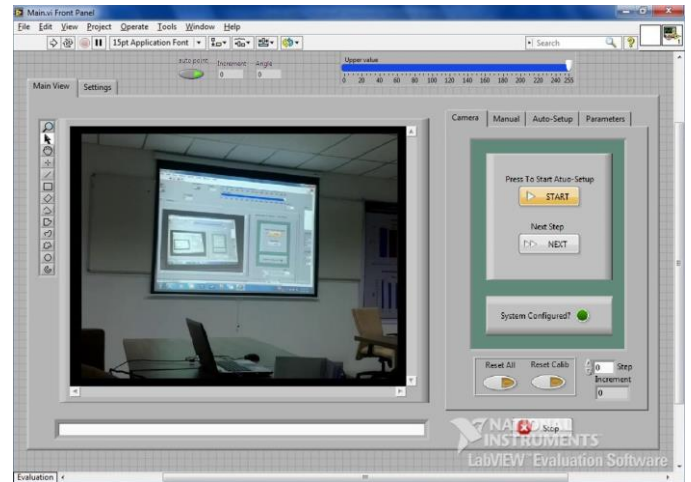 Main.vi Front Panel
File Edit View Project Operate Tools Window Help
15pt Application Font
Search
auto point Increment Angle
0 0
Upper value
0 20 40 60 80 100 120 140 160 180 200 220 240 255
Main View Settings
Camera Manual Auto-Setup Parameters
Press To Start Atuo-Setup
START
Next Step
NEXT
System Configured?
Reset All Reset Calib
0 Step
Increment
0
Stop
NATIONAL
INSTRUMENTS
LabVIEW™ Evaluation Software
Evaluation